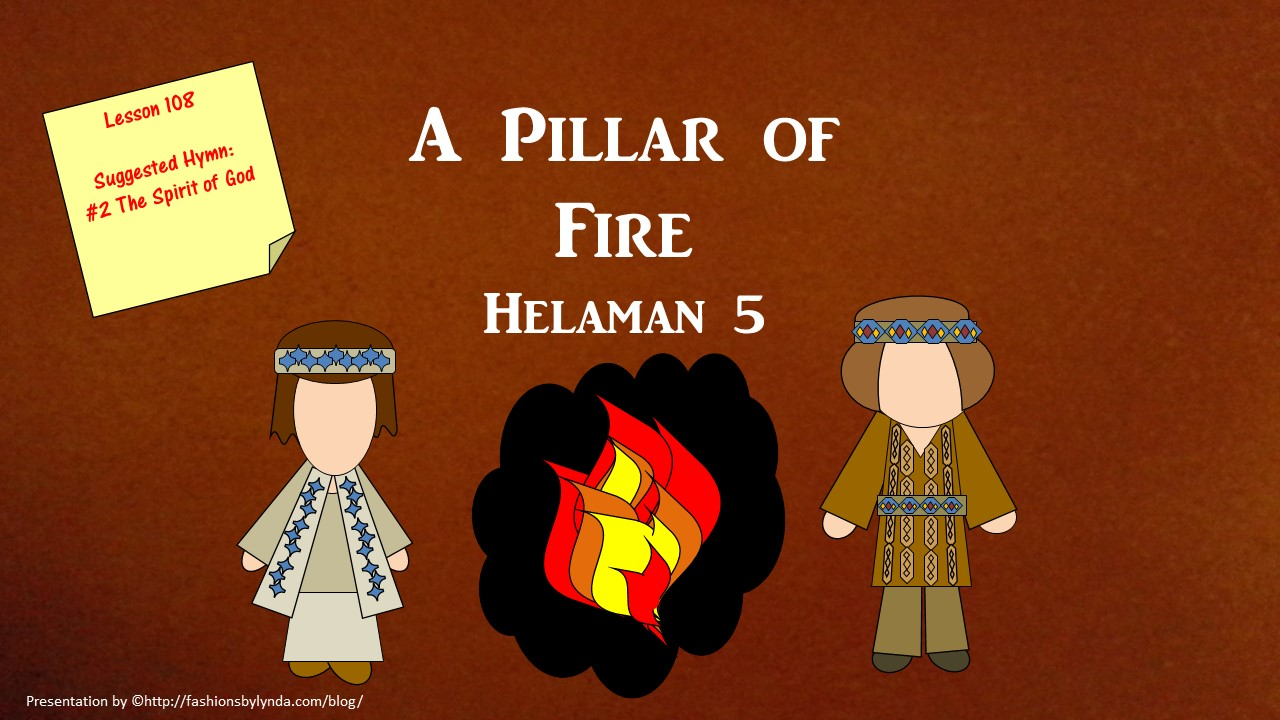 Lesson 108
Suggested Hymn:
#2 The Spirit of God
A Pillar of
Fire
Helaman 5
Presentation by ©http://fashionsbylynda.com/blog/